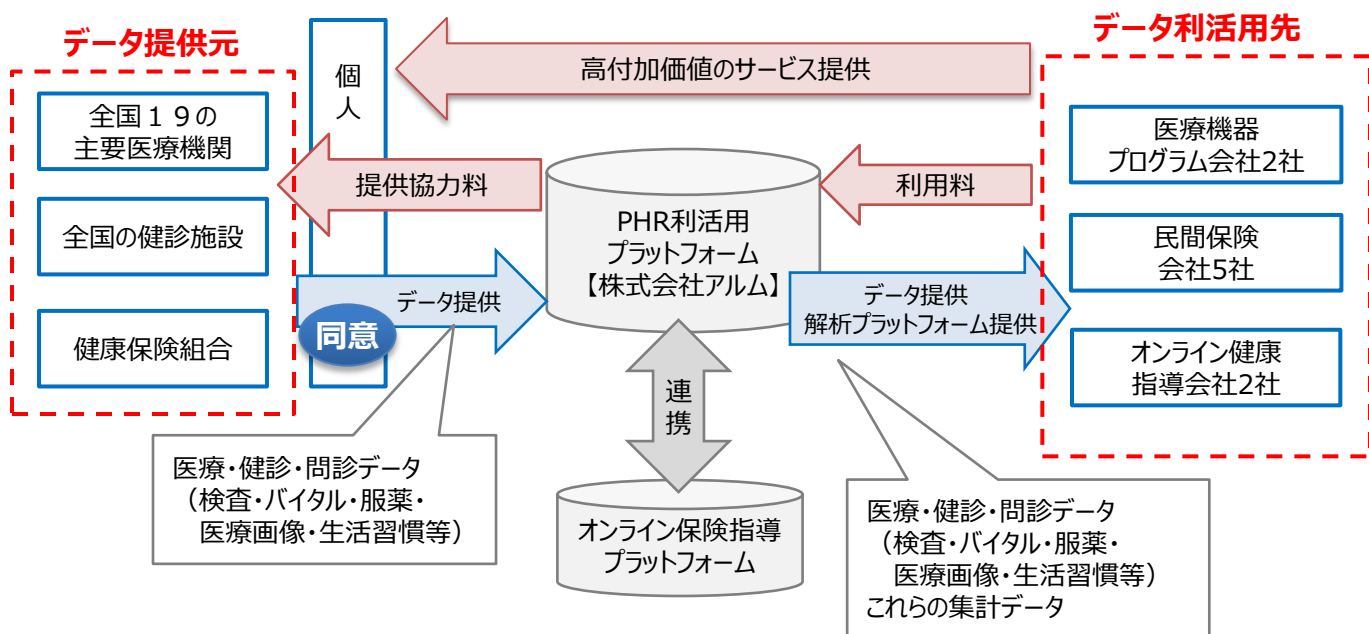 データ提供元
全国１９の
主要医療機関
全国の健診施設
健康保険組合
個
人
同意
高付加価値のサービス提供
提供協力料
データ提供
PHR利活用
プラットフォーム
【株式会社アルム】
利用料
データ提供
解析プラットフォーム提供
データ利活用先
医療機器
プログラム会社2社
民間保険
会社5社
オンライン健康
指導会社2社
連
携
オンライン保険指導
プラットフォーム
医療・健診・問診データ
（検査・バイタル・服薬・
医療画像・生活習慣等）
医療・健診・問診データ
（検査・バイタル・服薬・
医療画像・生活習慣等）
これらの集計データ